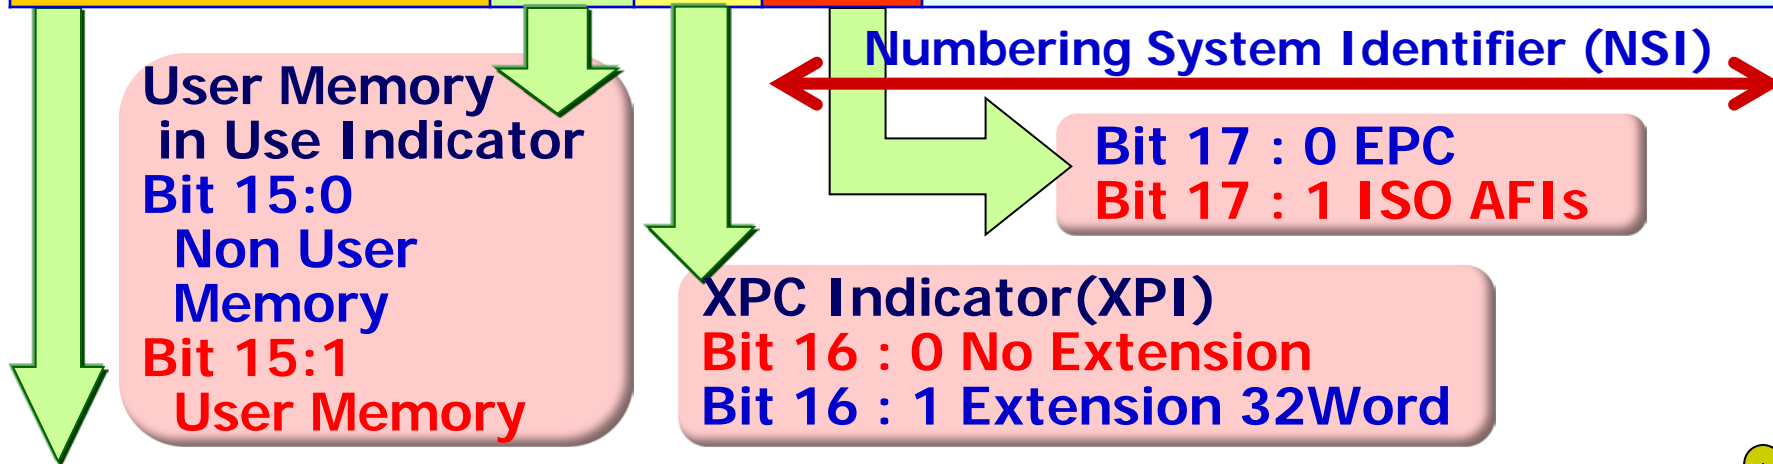 Numbering System Identifier (NSI)
User Memory
in Use Indicator
Bit 15:0
Non User
Memory
Bit 15:1
User Memory
Bit 17 : 0 EPC
Bit 17 : 1 ISO AFIs
XPC Indicator(XPI)
Bit 16 : 0 No Extension
Bit 16 : 1 Extension 32Word